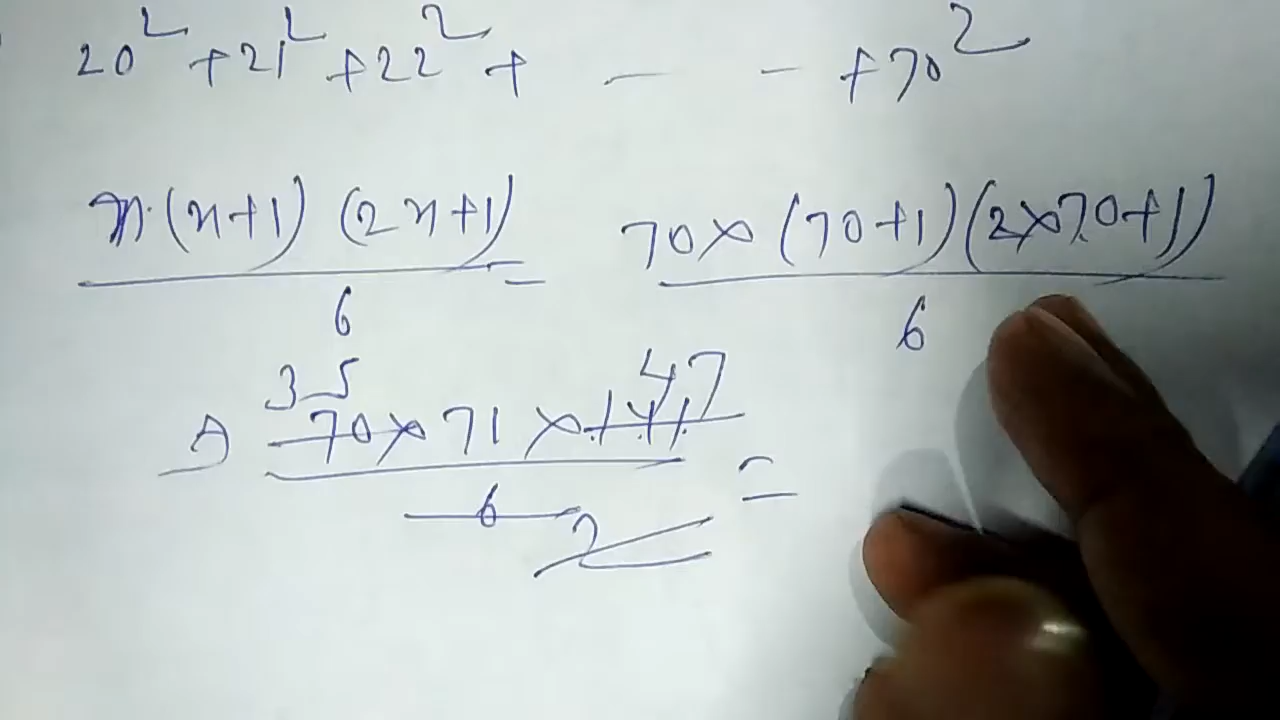 20² + 21² + 22² + — - + 70²
n.(n+1) (2n+1) / 6 = 70 × (70+1)(2×70+1) / 6
35 47
70 × 71 × 141 / 6 =
2